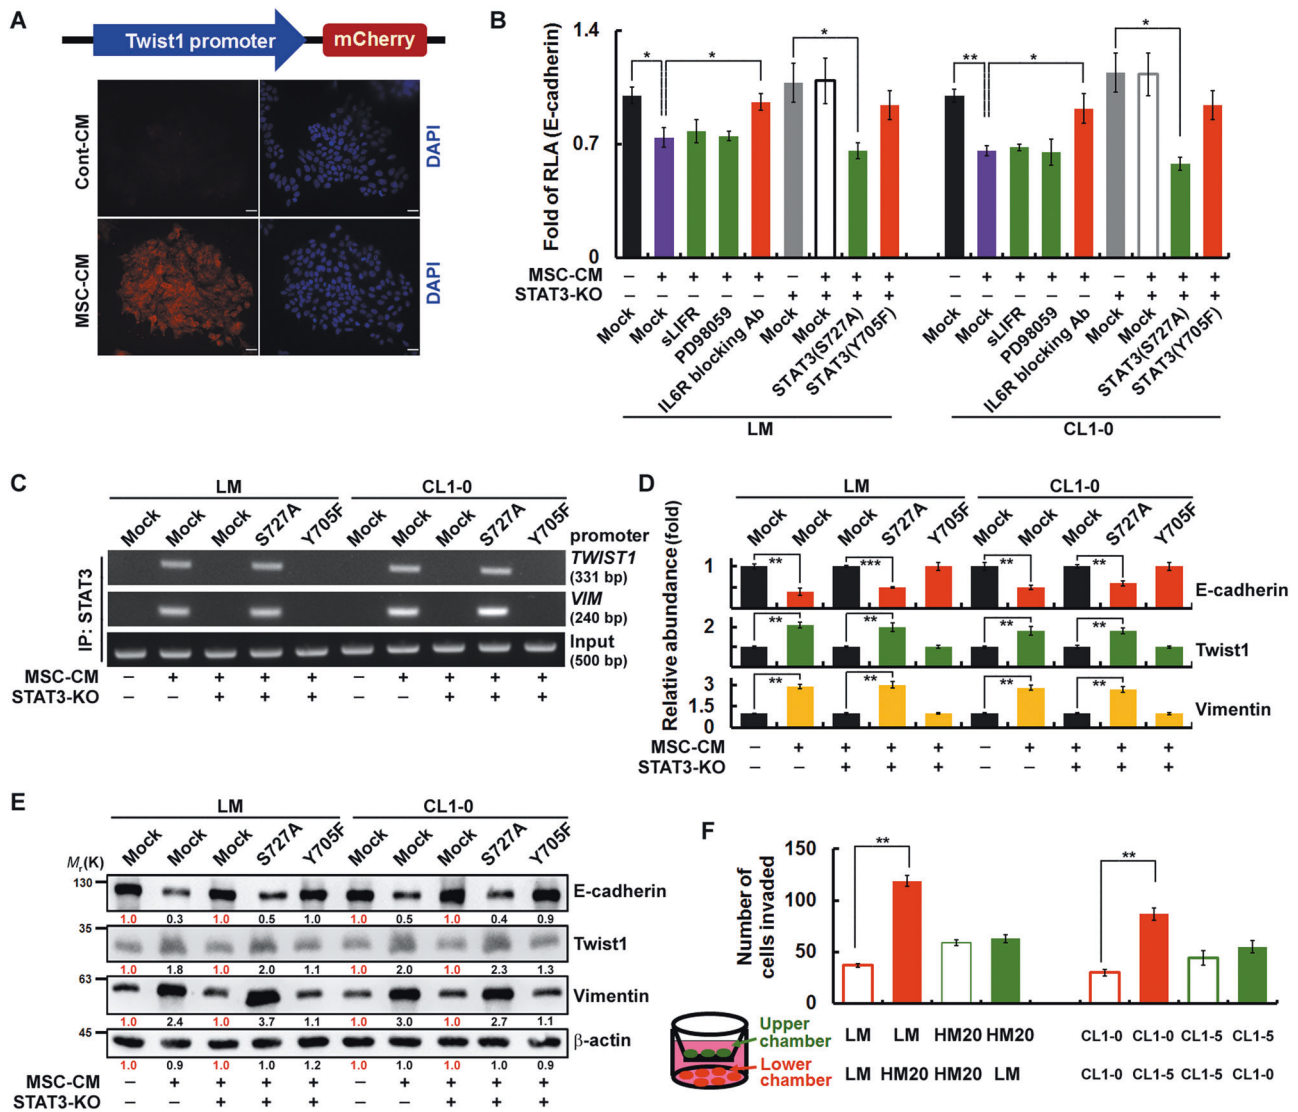 A
Twist1 promoter
mCherry
Cont-CM
DAPI
MSC-CM
DAPI
B
Fold of RLA (E-cadherin)
1.4
0.7
0
* * * ** * *
MSC-CM – + + + + – + + + – + + + + – + + +
STAT3-KO – – – – – + + + + – – – – – + + + +
Mock Mock sLIFR PD98059 IL6R blocking Ab Mock Mock STAT3(S727A) STAT3(Y705F) Mock Mock sLIFR PD98059 IL6R blocking Ab Mock Mock STAT3(S727A) STAT3(Y705F)
LM CL1-0
C
LM CL1-0
Mock Mock Mock S727A Y705F Mock Mock Mock S727A Y705F
promoter
IP: STAT3
TWIST1
(331 bp)
VIM
(240 bp)
Input
(500 bp)
MSC-CM – + + + + – + + + +
STAT3-KO – – + + + – – + + +
D
LM CL1-0
Mock Mock Mock S727A Y705F Mock Mock Mock S727A Y705F
Relative abundance (fold)
1
** *** ** **
E-cadherin
2
1
** ** ** **
Twist1
3
1.5
0
** ** ** **
Vimentin
MSC-CM – + + + + – + + + +
STAT3-KO – – + + + – – + + +
E
LM CL1-0
Mock Mock Mock S727A Y705F Mock Mock Mock S727A Y705F
Mr(K)
130
E-cadherin
1.0 0.3 1.0 0.5 1.0 1.0 0.5 1.0 0.4 0.9
35
Twist1
1.0 1.8 1.0 2.0 1.1 1.0 2.0 1.0 2.3 1.3
63
Vimentin
1.0 2.4 1.0 3.7 1.1 1.0 3.0 1.0 2.7 1.1
45
β-actin
1.0 0.9 1.0 1.0 1.2 1.0 1.0 1.0 1.0 0.9
MSC-CM – + + + + – + + + +
STAT3-KO – – + + + – – + + +
F
Number of
cells invaded
150
100
50
0
** **
Upper
chamber
LM LM HM20 HM20 CL1-0 CL1-0 CL1-5 CL1-5
Lower
chamber
LM HM20 HM20 LM CL1-0 CL1-5 CL1-5 CL1-0